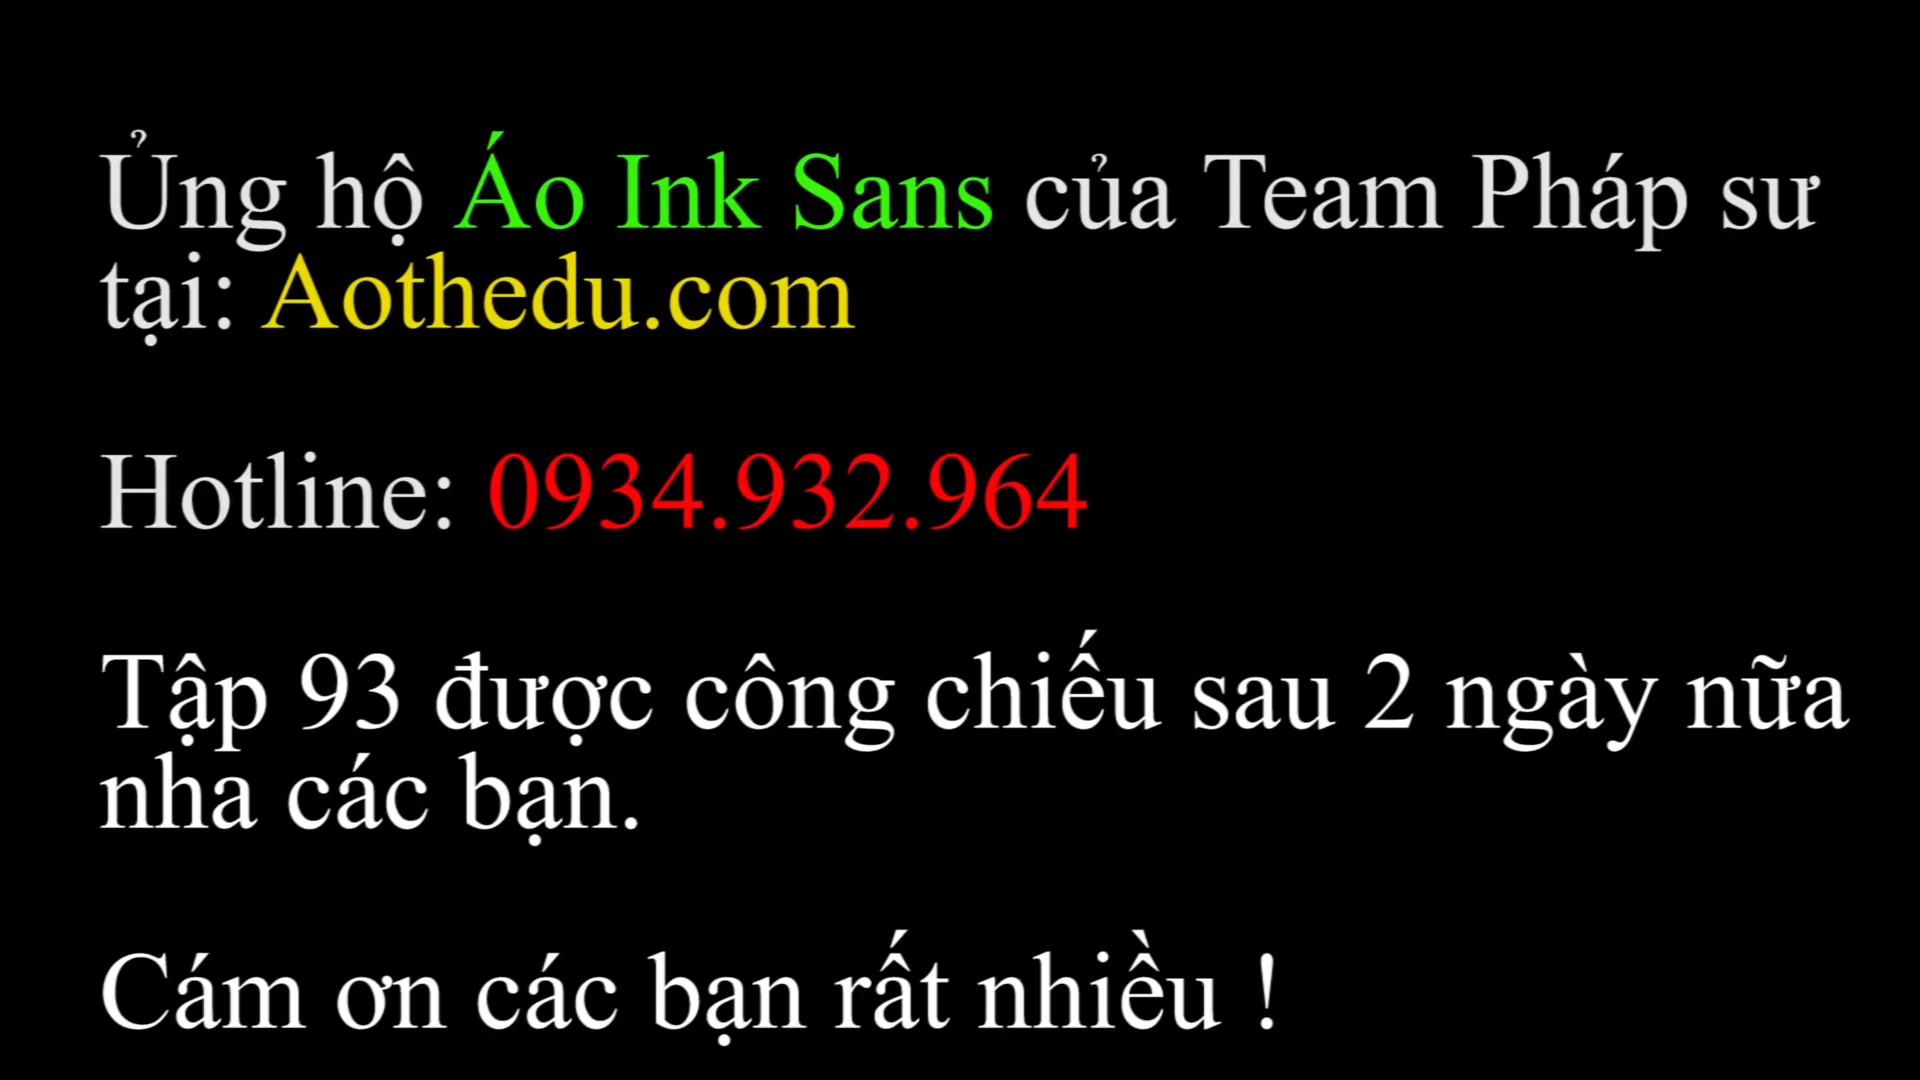 Ủng hộ Áo Ink Sans của Team Pháp sư
tại: Aothedu.com
Hotline: 0934.932.964
Tập 93 được công chiếu sau 2 ngày nữa
nha các bạn.
Cám ơn các bạn rất nhiều !